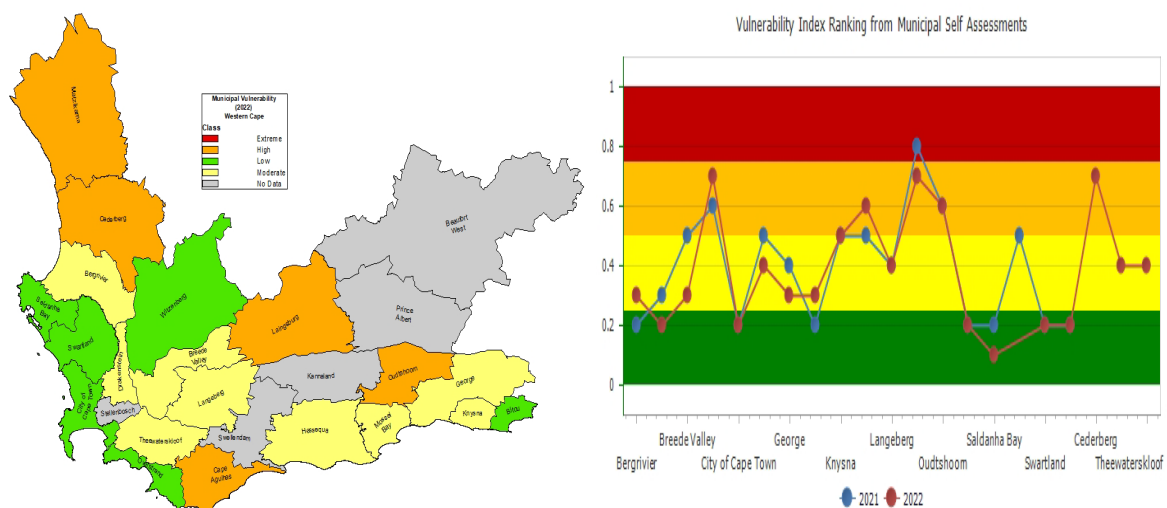 Matzikama
Cederberg
Bergrivier
Saldanha
Bay
Swartland
Witzenberg
Drakenstein
City of
Cape Town
Stellenbosch
Breede
Valley
Langeberg
Theewaterskloof
Overstrand
Cape
Agulhas
Swellendam
Hessequa
Mossel
Bay
Kannaland
Laingsburg
Prince
Albert
Beaufort
West
Oudtshoorn
George
Knysna
Bitou
Municipal Vulnerability
(2022)
Western Cape
Class
Extreme
High
Low
Moderate
No Data
Vulnerability Index Ranking from Municipal Self Assessments
1
0.8
0.6
0.4
0.2
0
Breede Valley
George
Langeberg
Saldanha Bay
Cederberg
Bergrivier
City of Cape Town
Knysna
Oudtshoom
Swartland
Theewaterskloof
2021
2022